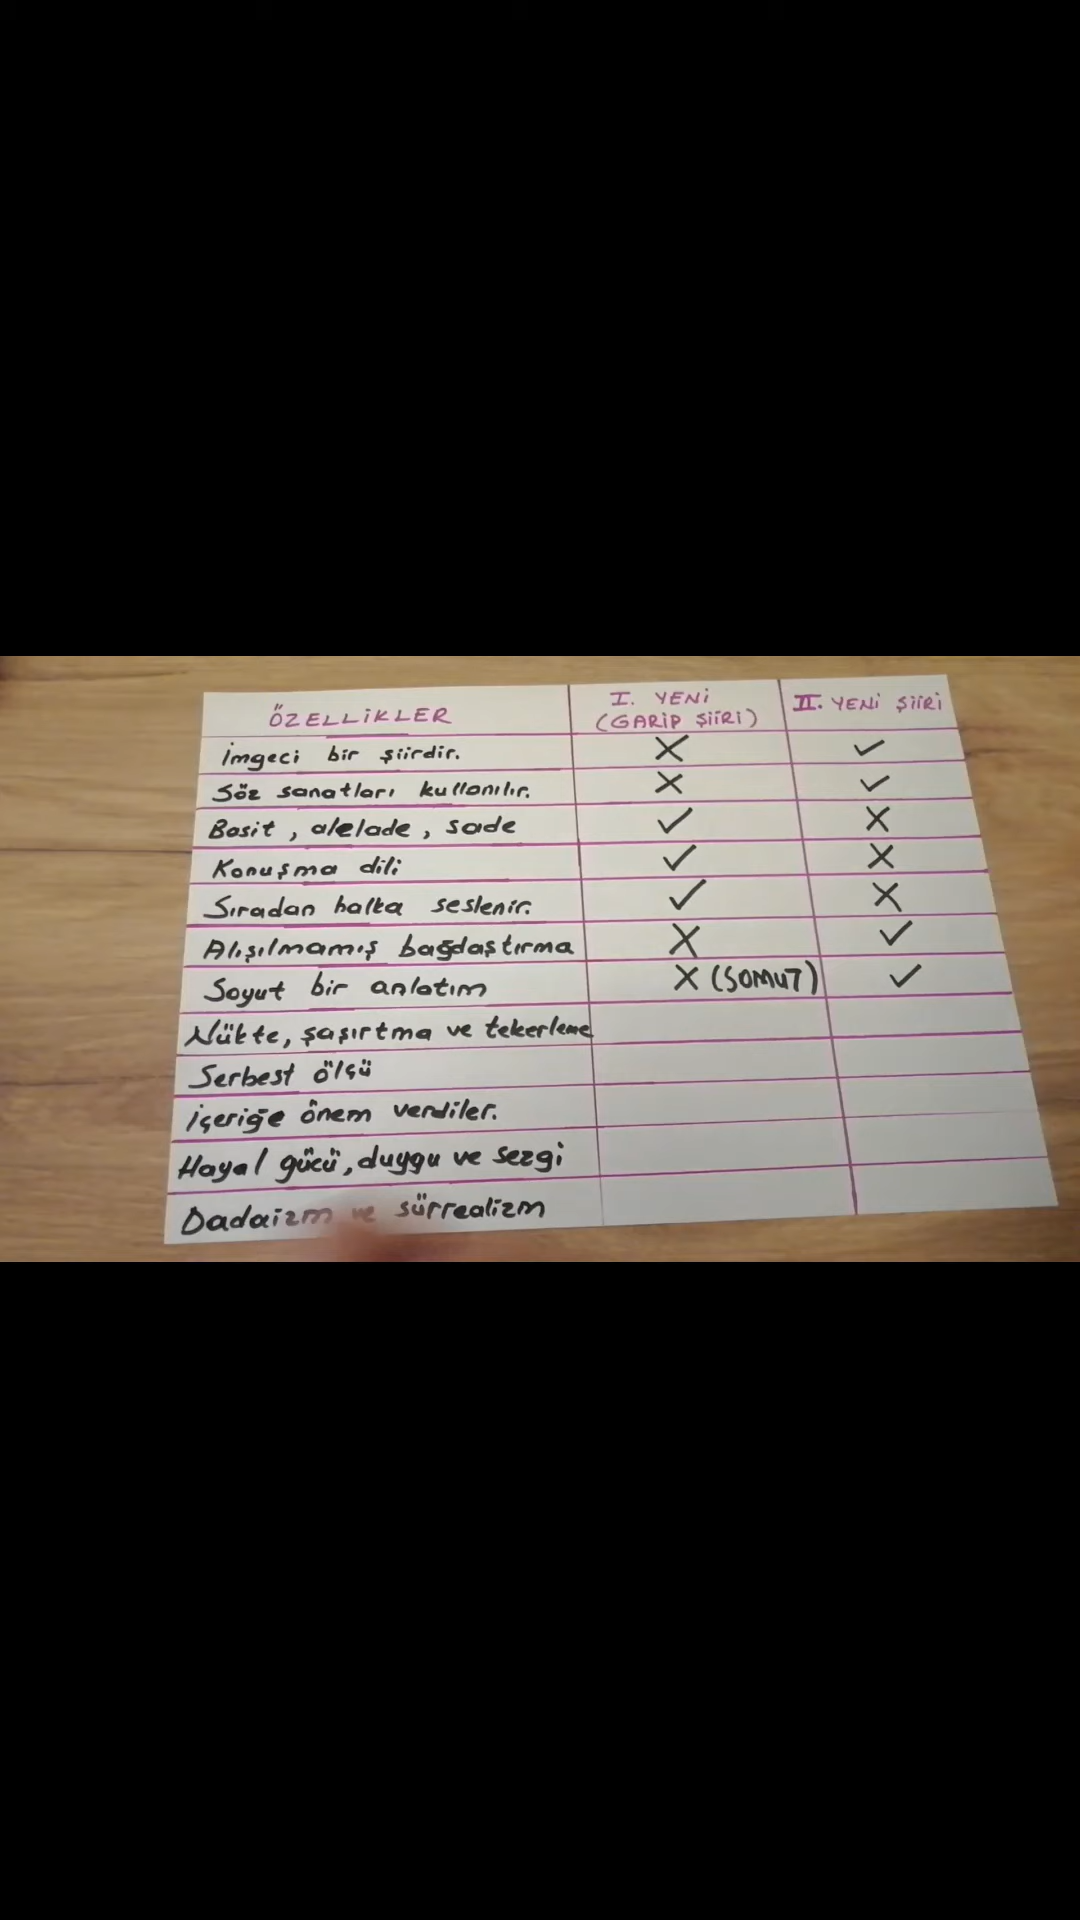 ÖZELLİKLER I. YENİ (GARİP ŞİİRİ) II. YENİ ŞİİRİ
İmgeci bir şiirdir. X ✓
Söz sanatları kullanılır. X ✓
Basit, alelade, sade ✓ X
Konuşma dili ✓ X
Sıradan halka seslenir. ✓ X
Alışılmamış bağdaştırma X ✓
Soyut bir anlatım X (SOMUT) ✓
Nükte, şaşırtma ve tekerleme
Serbest ölçü
İçeriğe önem verdiler.
Hayal gücü, duygu ve sezgi
Dadaizm ve sürrealizm